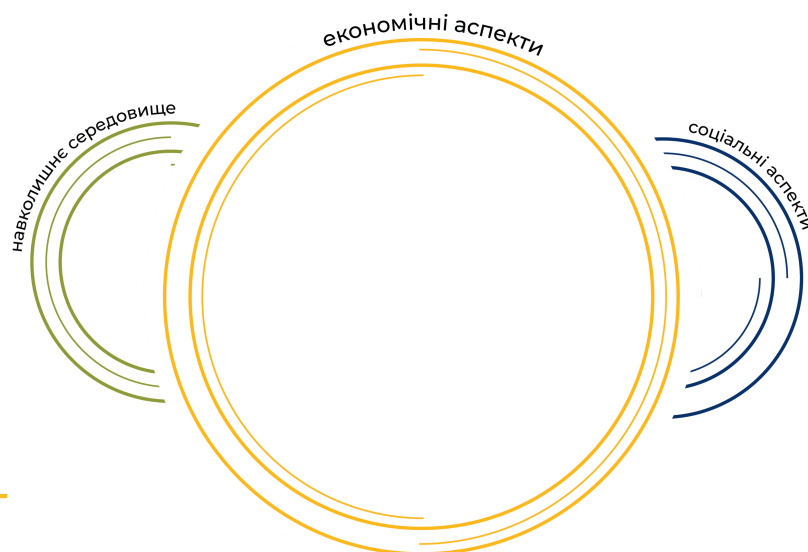 економічні аспекти
навколишнє середовище
соціальні аспекти